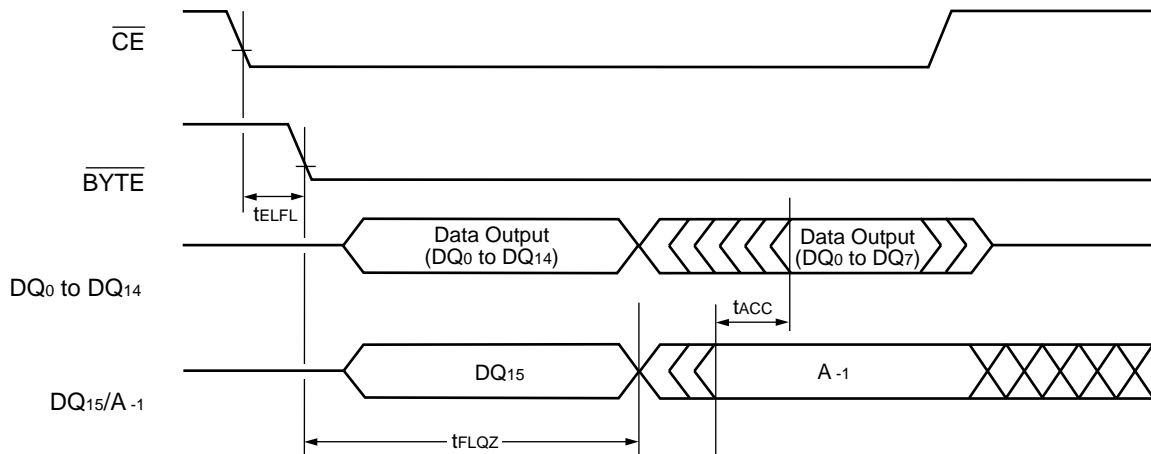 CE
BYTE
tELFL
Data Output
(DQ0 to DQ14)
Data Output
(DQ0 to DQ7)
DQ0 to DQ14
tACC
DQ15
A -1
DQ15/A -1
tFLQZ